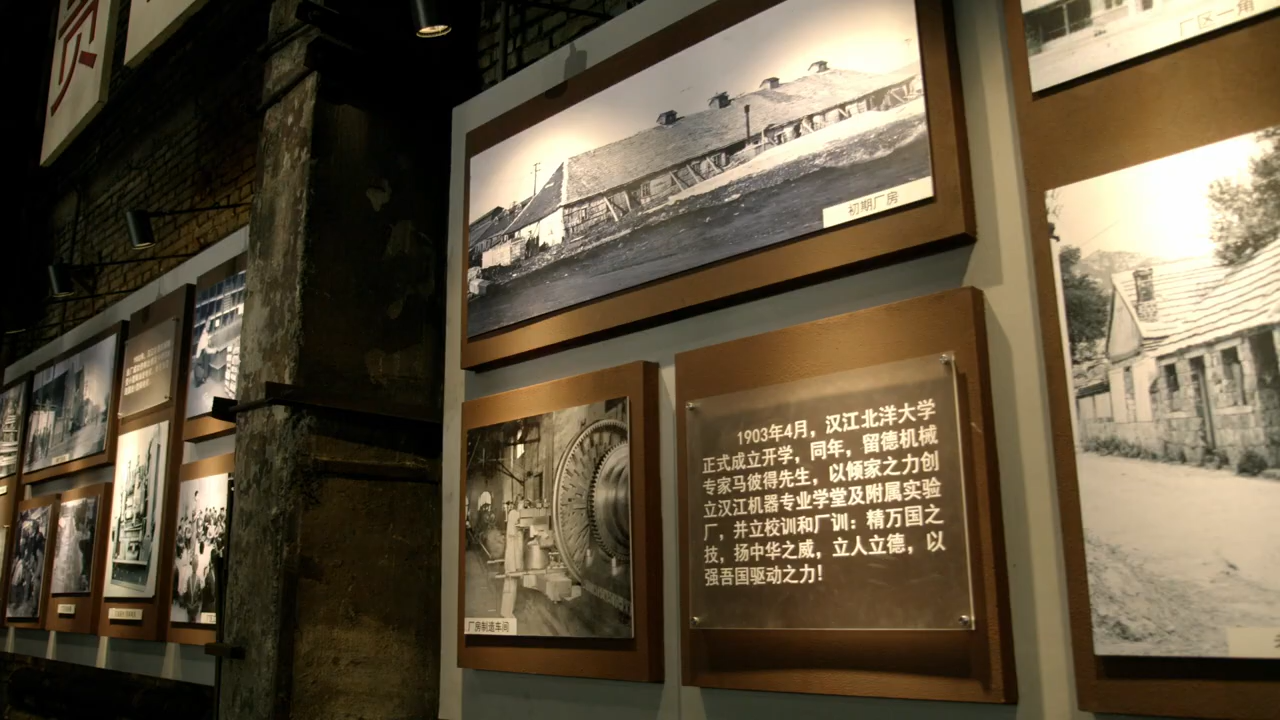 厂区一角
初期厂房
1903年4月，汉江北洋大学
正式成立开学，同年，留德机械
专家马彼得先生，以倾家之力创
立汉江机器专业学堂及附属实验
厂，并立校训和厂训：精万国之
技，扬中华之威，立人立德，以
强吾国驱动之力！
厂房制造车间